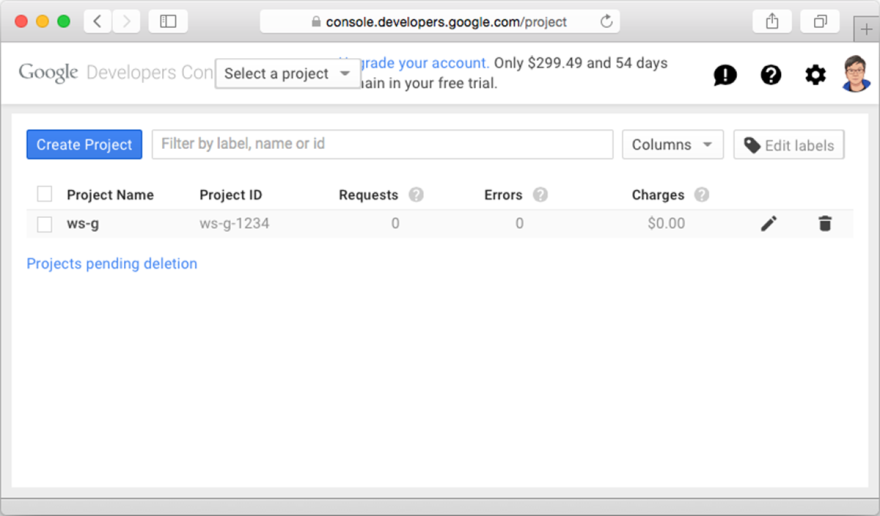 console.developers.google.com/project
Google Developers Con
Select a project
grade your account. Only $299.49 and 54 days
ain in your free trial.
Create Project
Filter by label, name or id
Columns
Edit labels
Project Name Project ID Requests ? Errors ? Charges ?
ws-g ws-g-1234 0 0 $0.00
Projects pending deletion